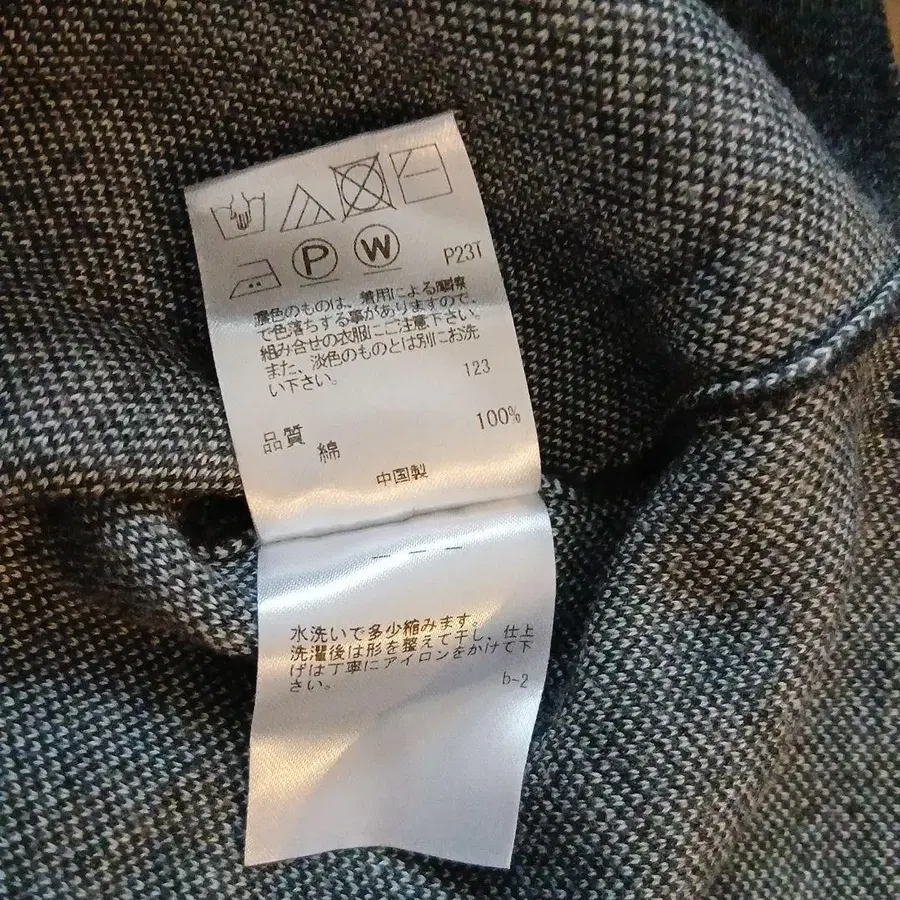 P W P23T
濃色のものは、着用による摩擦
で色落ちする事がありますので、
組み合せの衣服にご注意下さい。
また、淡色のものとは別にお洗
い下さい。 123
品質 綿 100%
中国製
水洗いで多少縮みます。
洗濯後は形を整えて干し、仕上
げは丁寧にアイロンをかけて下
さい。 b-2